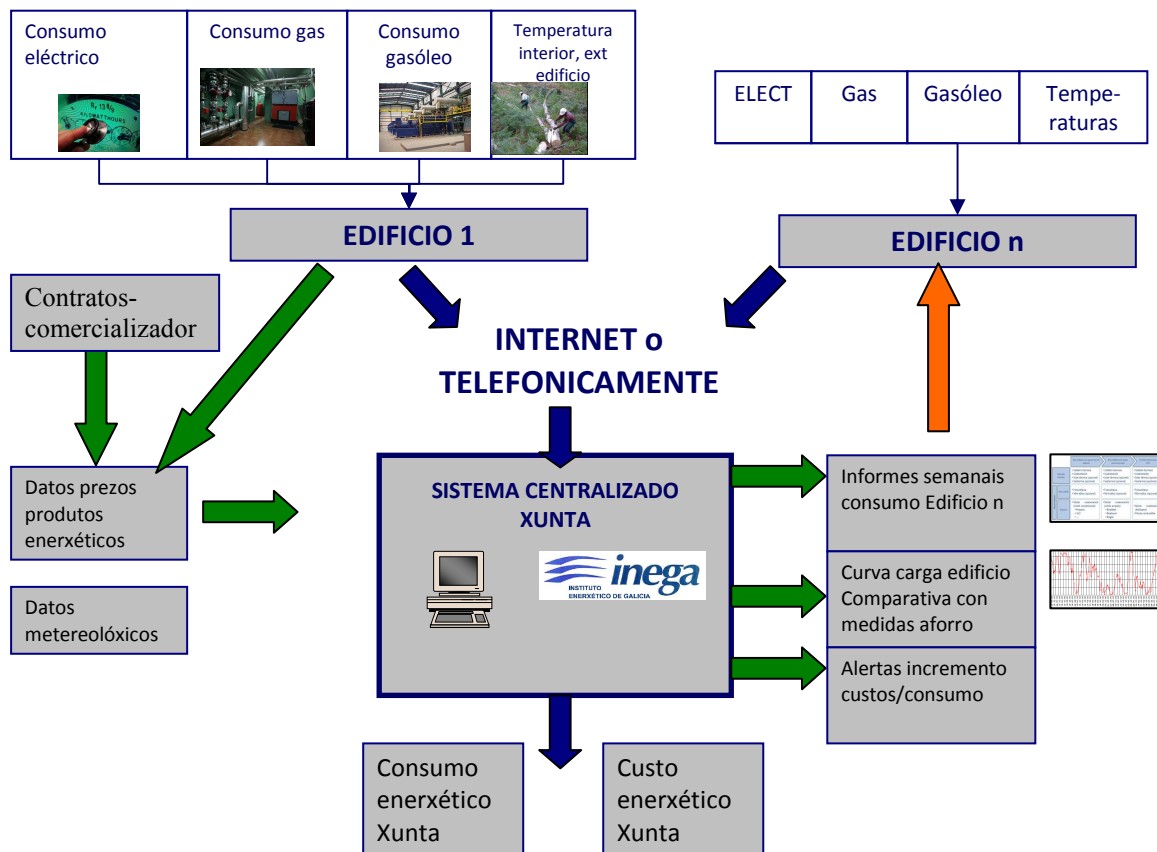 Consumo
eléctrico
Consumo gas
Consumo
gasóleo
Temperatura
interior, ext
edificio
KILOWATTHOURS
ELECT
Gas
Gasóleo
Tempe-
raturas
EDIFICIO 1
EDIFICIO n
Contratos-
comercializador
INTERNET o
TELEFONICAMENTE
Datos prezos
produtos
enerxéticos
Datos
metereolóxicos
SISTEMA CENTRALIZADO
XUNTA
inega
INSTITUTO
ENERXÉTICO DE GALICIA
Informes semanais
consumo Edificio n
Curva carga edificio
Comparativa con
medidas aforro
Alertas incremento
custos/consumo
Consumo
enerxético
Xunta
Custo
enerxético
Xunta